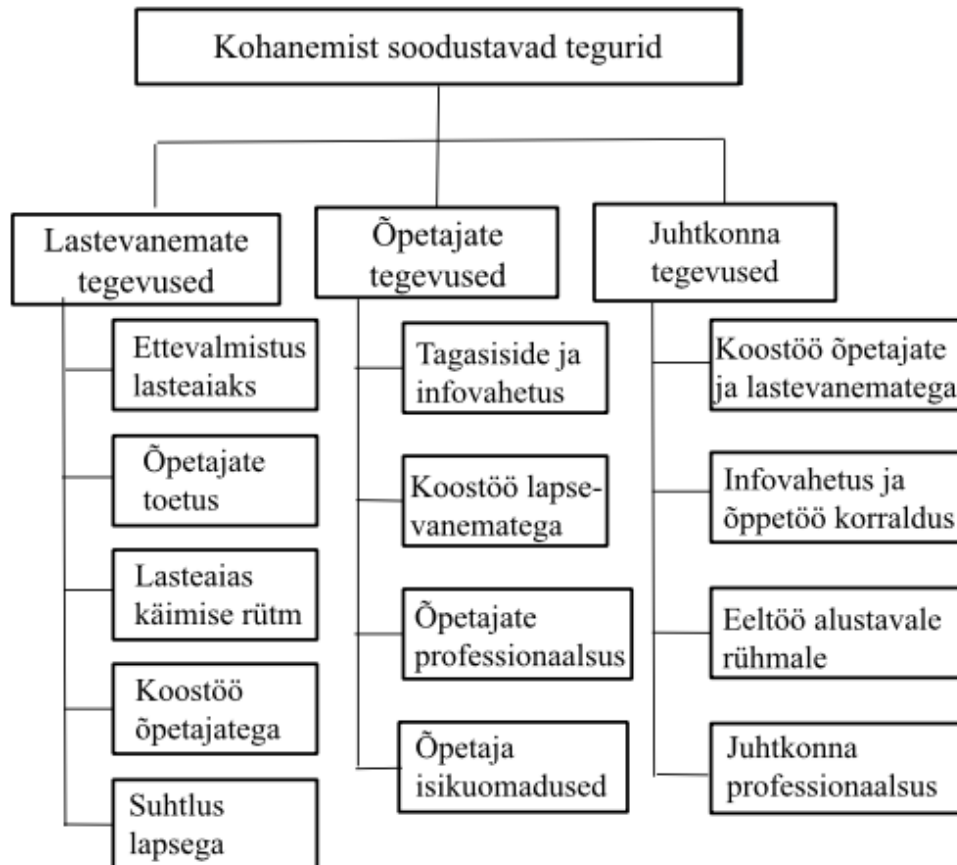 Kohanemist soodustavad tegurid
Lastevanemate
tegevused
Ettevalmistus
lasteaiaks
Õpetajate
toetus
Lasteaias
käimise rütm
Koostöö
õpetajatega
Suhtlus
lapsega
Õpetajate
tegevused
Tagasiside ja
infovahetus
Koostöö lapse-
vanematega
Õpetajate
professionaalsus
Õpetaja
isikuomadused
Juhtkonna
tegevused
Koostöö õpetajate
ja lastevanematega
Infovahetus ja
õppetöö korraldus
Eeltöö alustavale
rühmale
Juhtkonna
professionaalsus